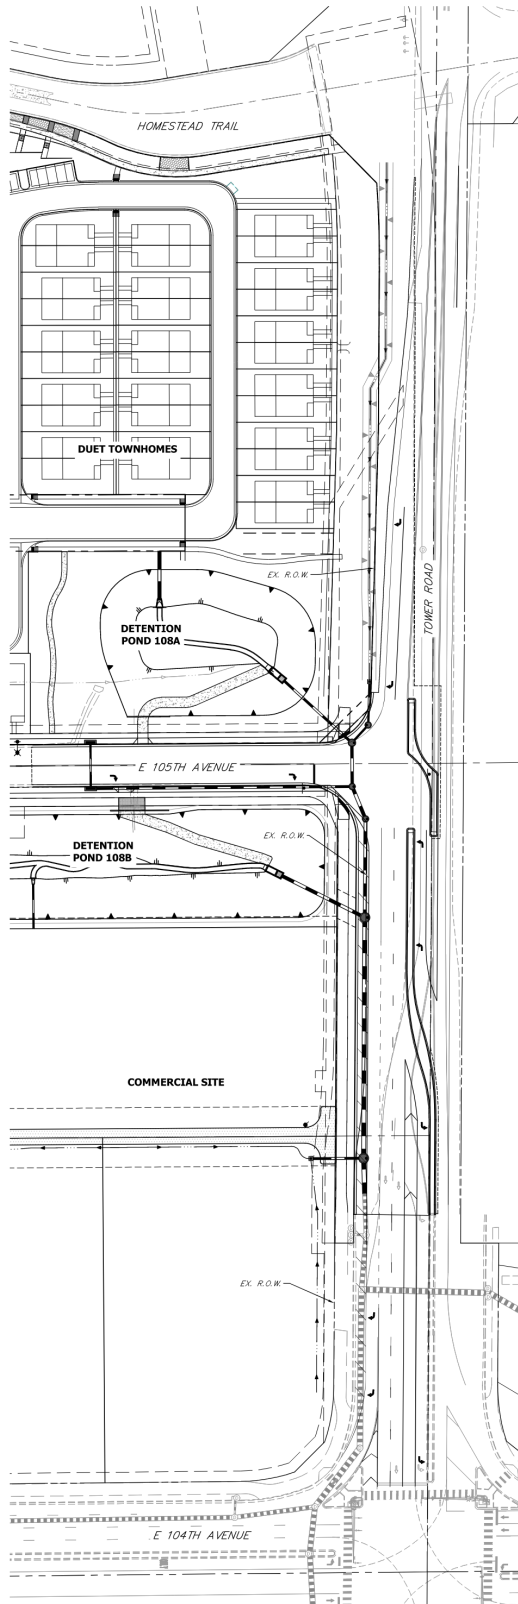 HOMESTEAD TRAIL
DUET TOWNHOMES
EX. R.O.W.
TOWER ROAD
DETENTION
POND 108A
E 105TH AVENUE
EX. R.O.W.
DETENTION
POND 108B
COMMERCIAL SITE
EX. R.O.W.
E 104TH AVENUE